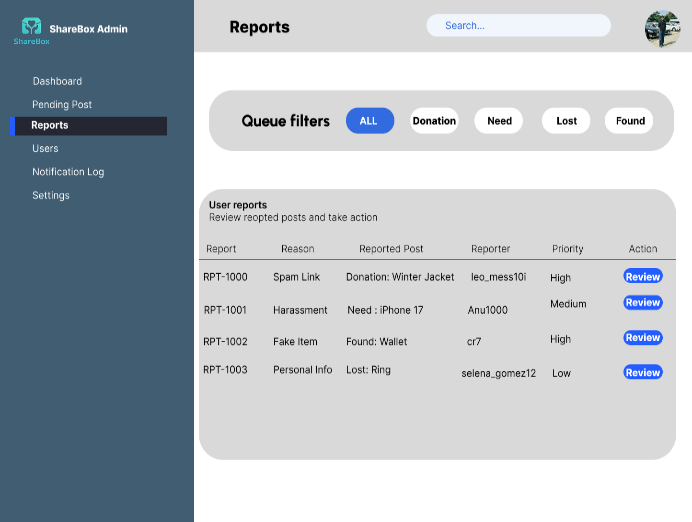 ShareBox Admin
ShareBox
Dashboard
Pending Post
Reports
Users
Notification Log
Settings
Reports
Search...
Queue filters
ALL
Donation
Need
Lost
Found
User reports
Review reopted posts and take action
Report Reason Reported Post Reporter Priority Action
RPT-1000 Spam Link Donation: Winter Jacket leo_mess10i High Review
RPT-1001 Harassment Need : iPhone 17 Anu1000 Medium Review
RPT-1002 Fake Item Found: Wallet cr7 High Review
RPT-1003 Personal Info Lost: Ring selena_gomez12 Low Review